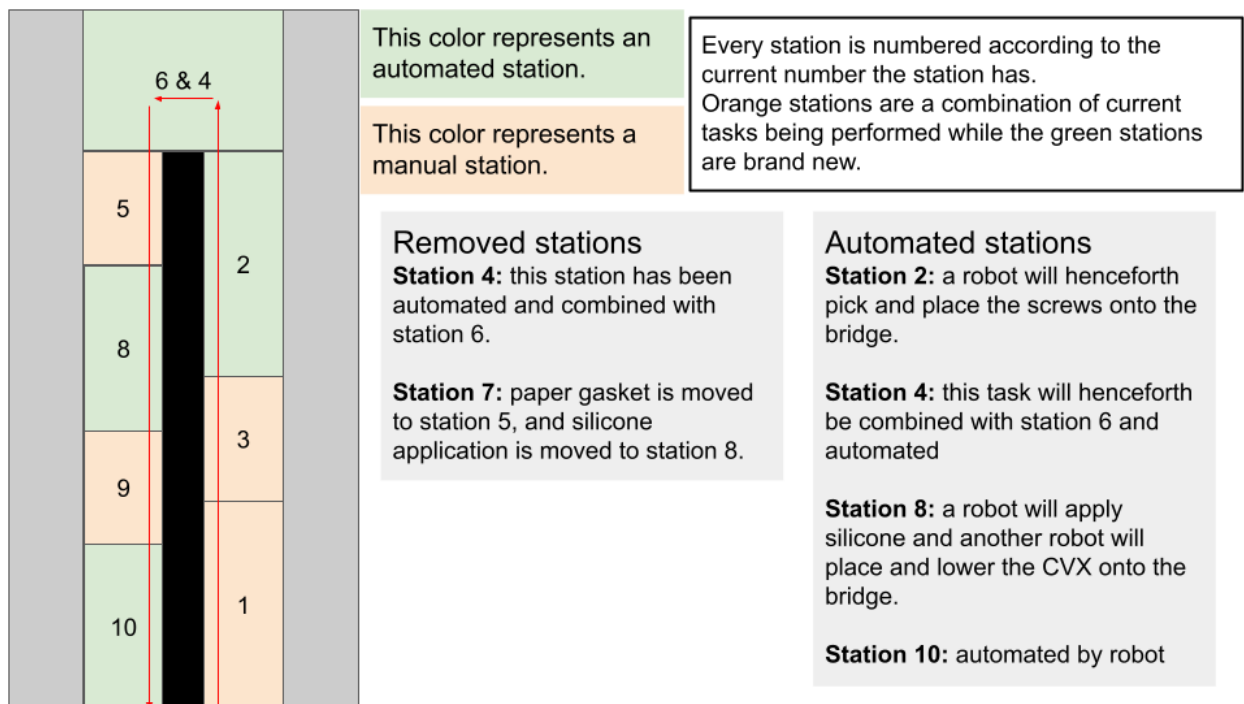 This color represents an
automated station.
This color represents a
manual station.
Every station is numbered according to the
current number the station has.
Orange stations are a combination of current
tasks being performed while the green stations
are brand new.
6 & 4
5
2
8
3
9
1
10
Removed stations
Station 4: this station has been
automated and combined with
station 6.
Station 7: paper gasket is moved
to station 5, and silicone
application is moved to station 8.
Automated stations
Station 2: a robot will henceforth
pick and place the screws onto the
bridge.
Station 4: this task will henceforth
be combined with station 6 and
automated
Station 8: a robot will apply
silicone and another robot will
place and lower the CVX onto the
bridge.
Station 10: automated by robot